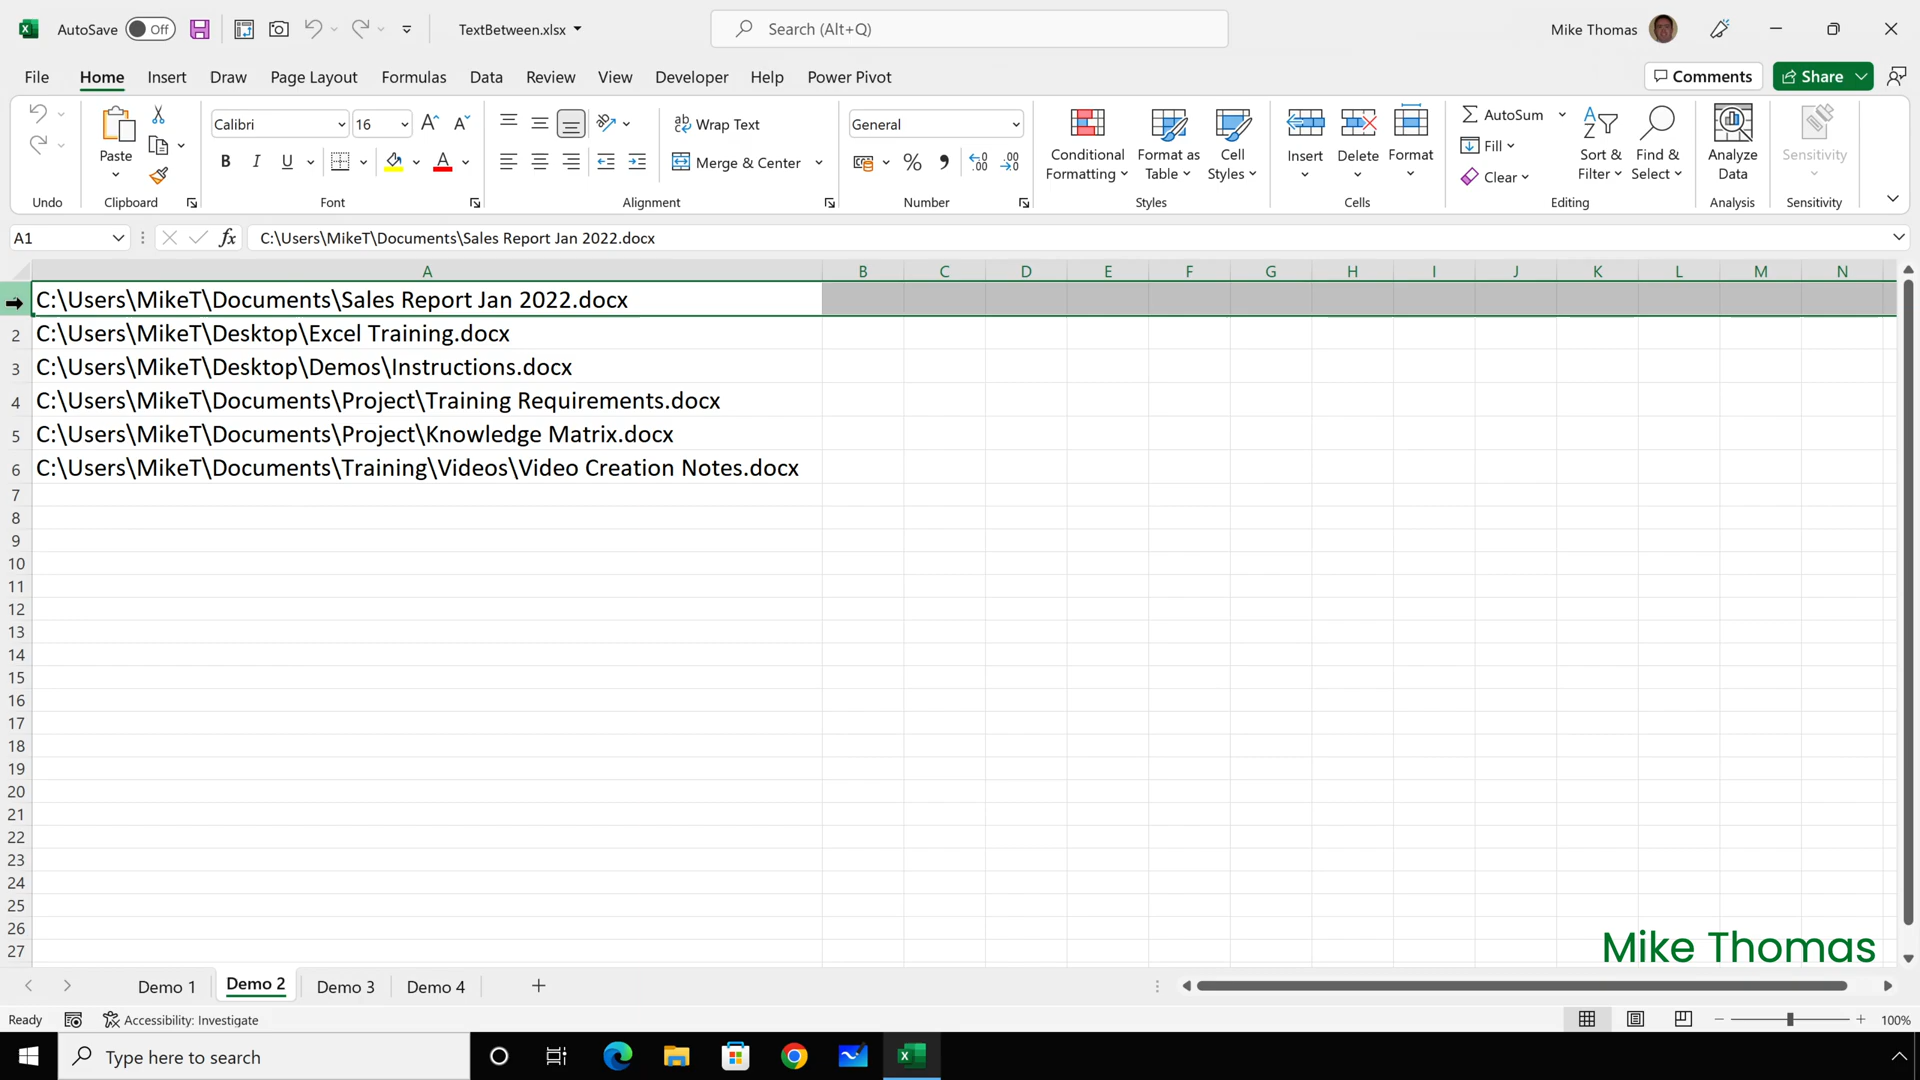 AutoSave Off TextBetween.xlsx Search (Alt+Q) Mike Thomas
File Home Insert Draw Page Layout Formulas Data Review View Developer Help Power Pivot Comments Share
Calibri 16 Wrap Text General AutoSum
Paste B I U Merge & Center % Conditional Formatting Format as Table Cell Styles Insert Delete Format Fill Clear Sort & Filter Find & Select Analyze Data Sensitivity
Undo Clipboard Font Alignment Number Styles Cells Editing Analysis Sensitivity
A1 fx C:\Users\MikeT\Documents\Sales Report Jan 2022.docx
A B C D E F G H I J K L M N
C:\Users\MikeT\Documents\Sales Report Jan 2022.docx
2 C:\Users\MikeT\Desktop\Excel Training.docx
3 C:\Users\MikeT\Desktop\Demos\Instructions.docx
4 C:\Users\MikeT\Documents\Project\Training Requirements.docx
5 C:\Users\MikeT\Documents\Project\Knowledge Matrix.docx
6 C:\Users\MikeT\Documents\Training\Videos\Video Creation Notes.docx
7
8
9
10
11
12
13
14
15
16
17
18
19
20
21
22
23
24
25
26
27
Mike Thomas
Demo 1 Demo 2 Demo 3 Demo 4
Ready Accessibility: Investigate 100%
Type here to search